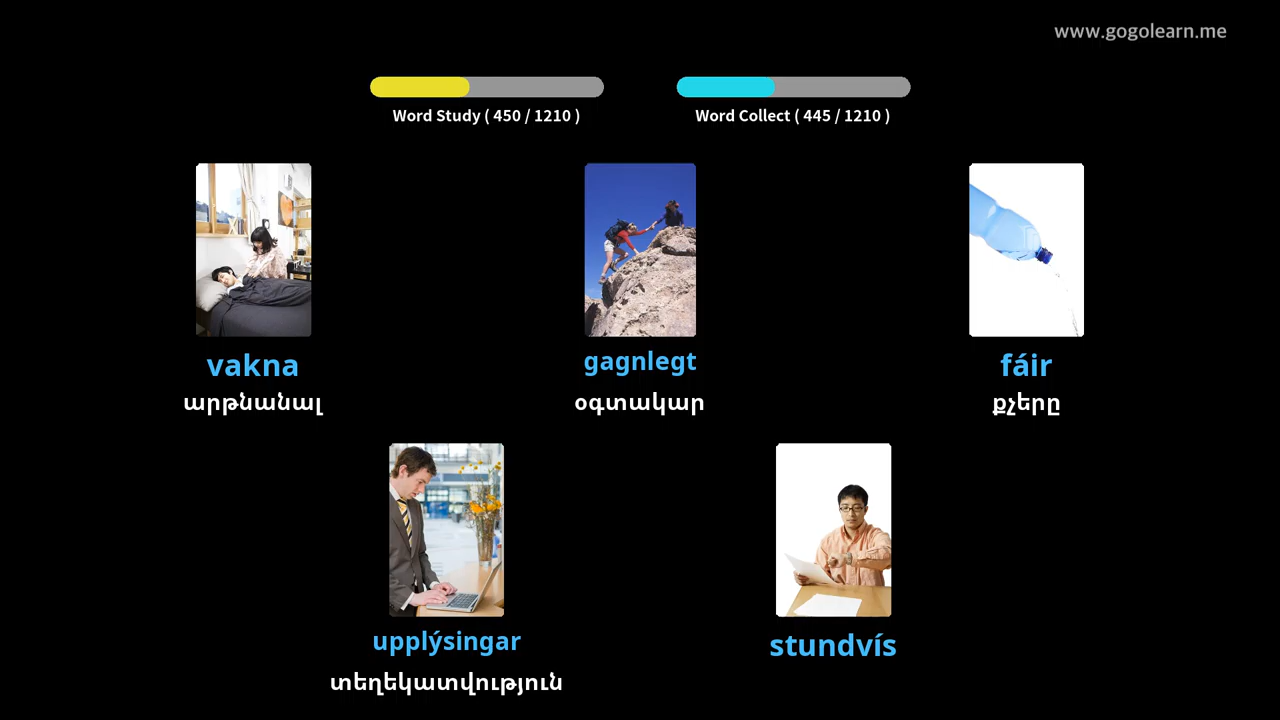 www.gogolearn.me
Word Study ( 450 / 1210 )
Word Collect ( 445 / 1210 )
vakna
արթնանալ
gagnlegt
օգտակար
fáir
քչերը
upplýsingar
տեղեկատվություն
stundvís